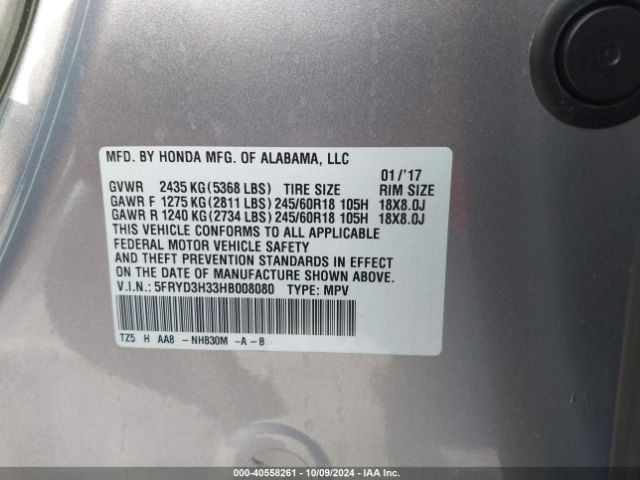 MFD. BY HONDA MFG. OF ALABAMA, LLC
01/'17
GVWR 2435 KG(5368 LBS) TIRE SIZE RIM SIZE
GAWR F 1275 KG(2811 LBS)245/60R18 105H 18X8.0J
GAWR R 1240 KG(2734 LBS)245/60R18 105H 18X8.0J
THIS VEHICLE CONFORMS TO ALL APPLICABLE
FEDERAL MOTOR VEHICLE SAFETY
AND THEFT PREVENTION STANDARDS IN EFFECT
ON THE DATE OF MANUFACTURE SHOWN ABOVE.
V.I.N.: 5FRYD3H33HB008080 TYPE: MPV
TZ5 H AA8 - NH830M -A-B
000-40558261 - 10/09/2024 - IAA Inc.